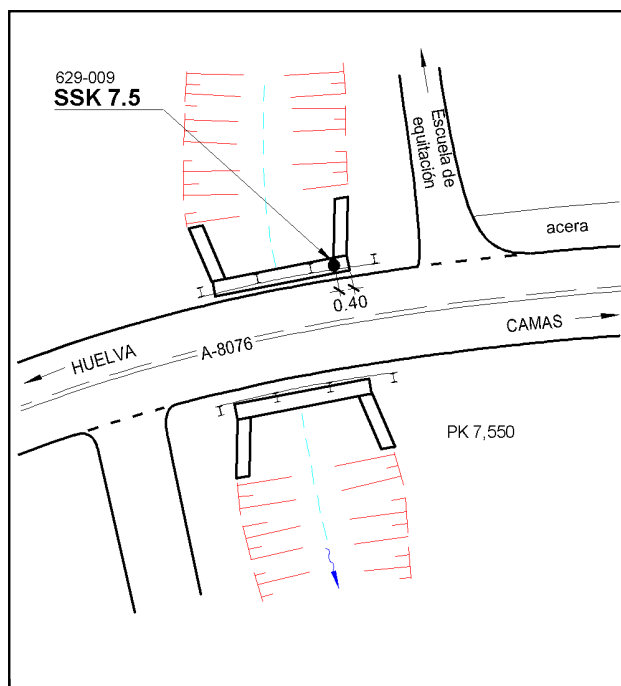 629-009
SSK 7.5
Escuela de
equitación
acera
0.40
HUELVA
A-8076
CAMAS
PK 7,550